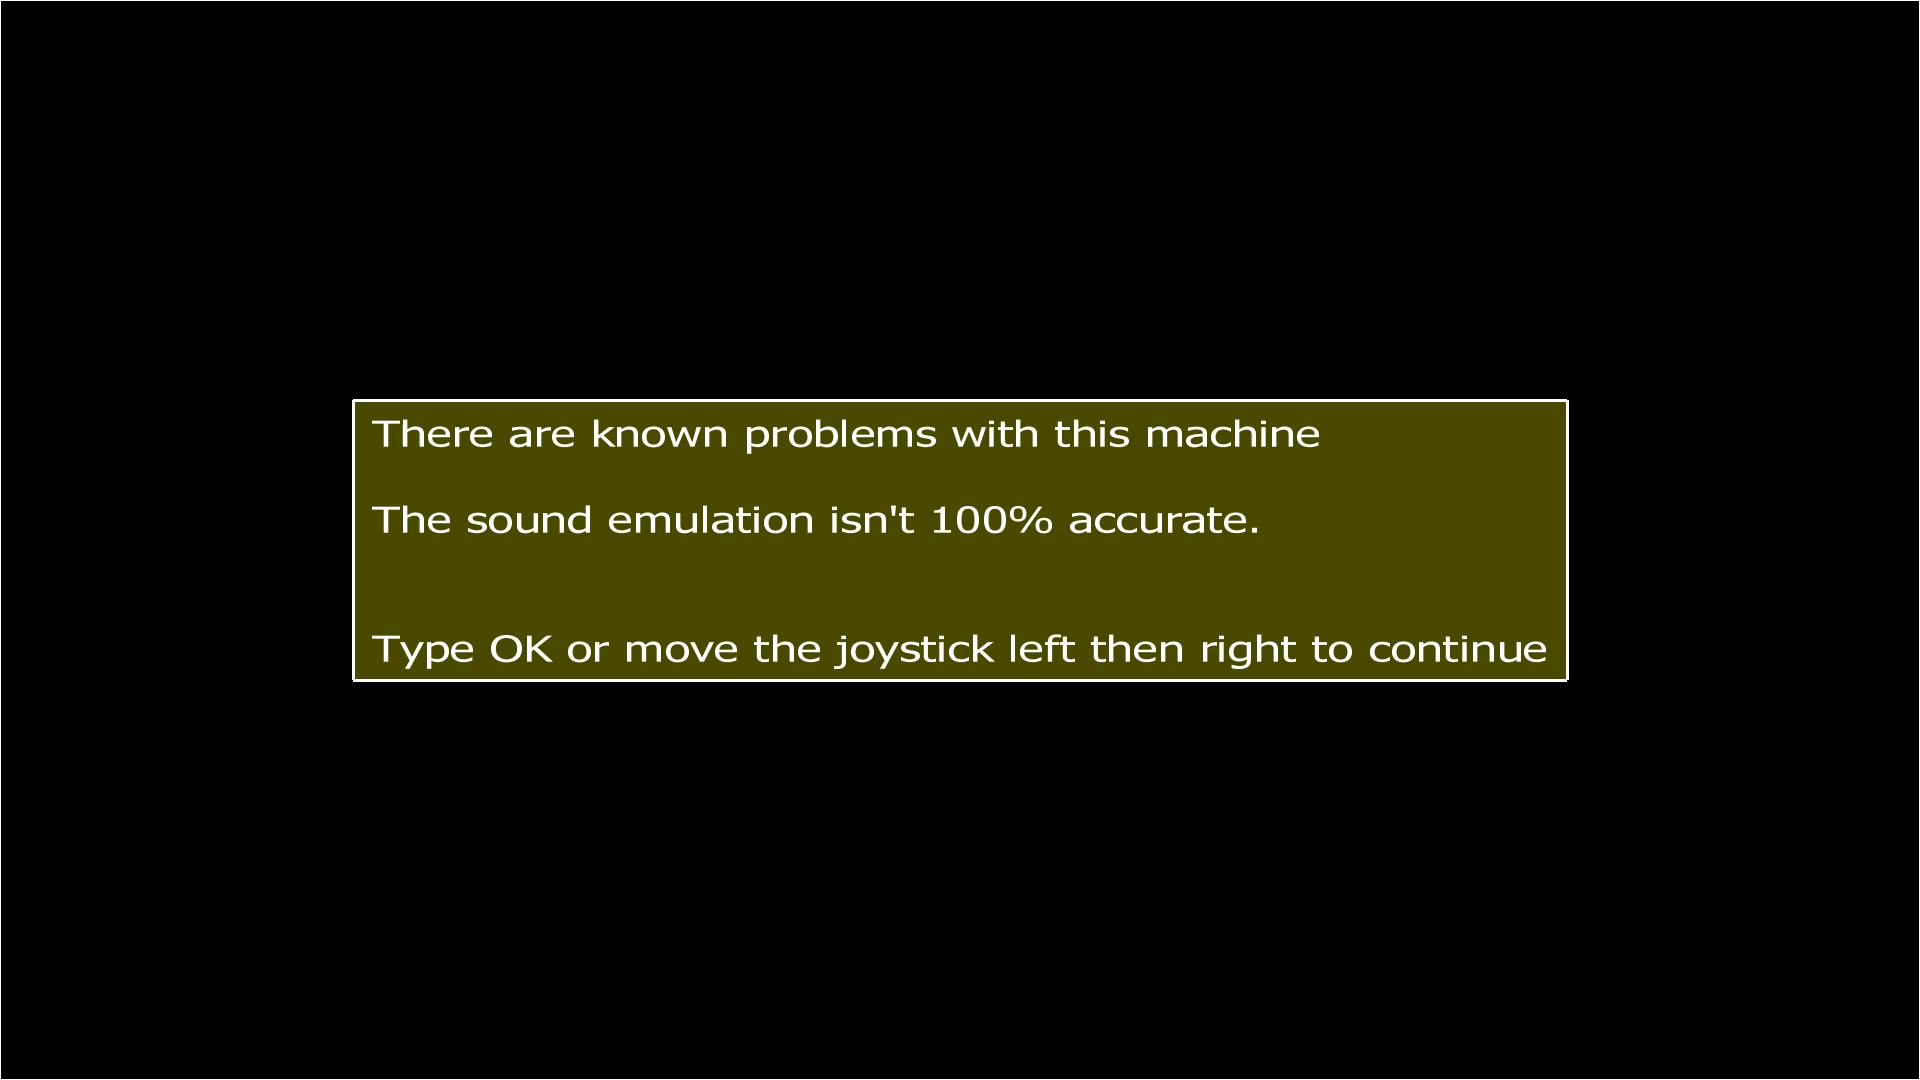 There are known problems with this machine
The sound emulation isn't 100% accurate.
Type OK or move the joystick left then right to continue